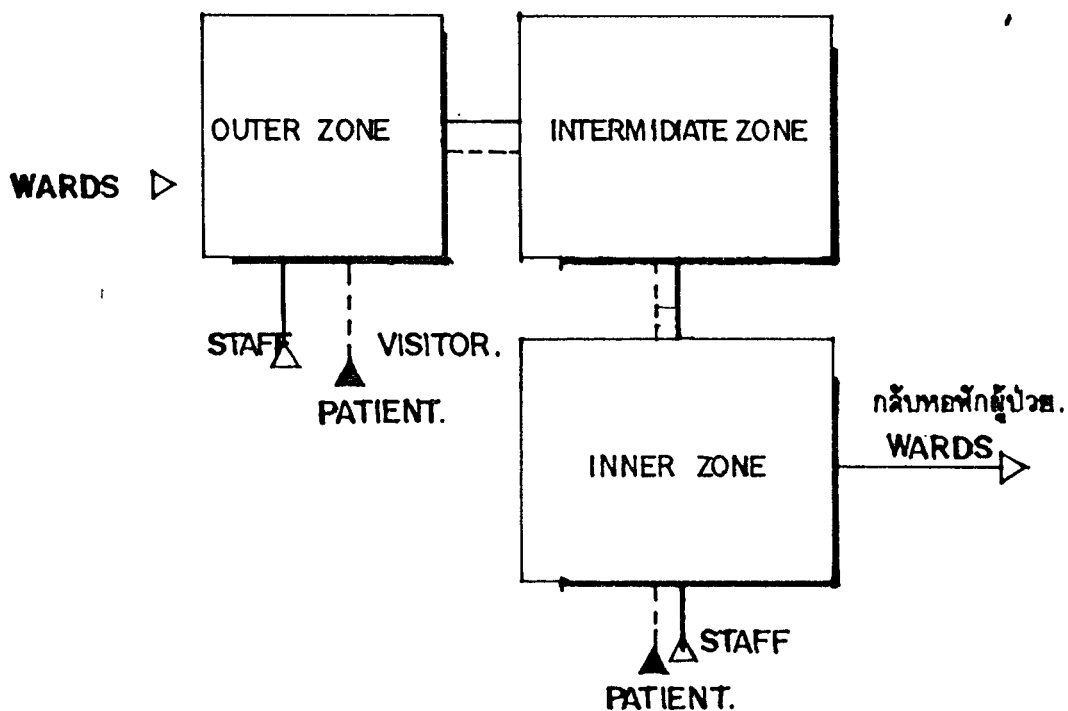 OUTER ZONE
INTERMIDIATE ZONE
WARDS
STAFF
VISITOR.
PATIENT.
กลับหอพักผู้ป่วย.
WARDS
INNER ZONE
STAFF
PATIENT.